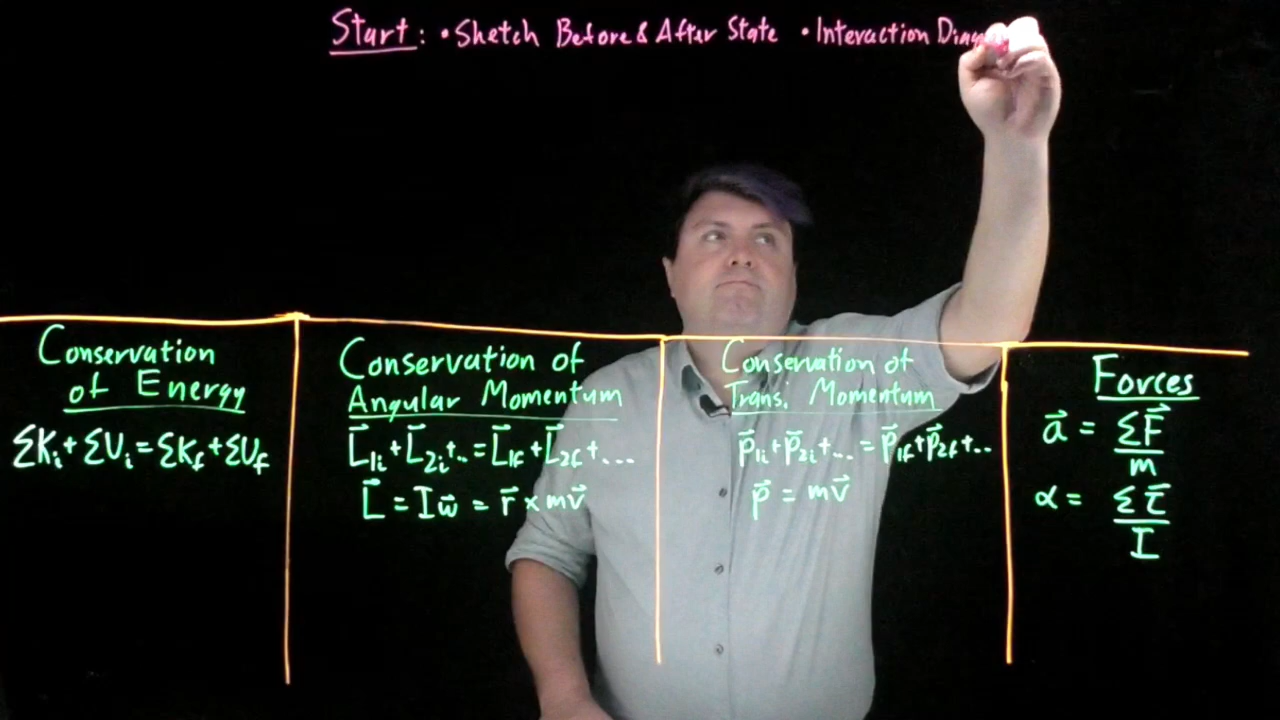 Start: • Sketch Before & After State • Interaction
Conservation
of Energy
ΣKᵢ + ΣUᵢ = ΣK_f + ΣU_f
Conservation of
Angular Momentum
L⃗₁ᵢ + L⃗₂ᵢ + .. = L⃗₁f + L⃗₂f + ...
L⃗ = Iω⃗ = r⃗ × mv⃗
Conservation of
Trans. Momentum
p⃗₁ᵢ + p⃗₂ᵢ + ... = p⃗₁f + p⃗₂f + ..
p⃗ = mv⃗
Forces
a⃗ = ΣF⃗ / m
α = Στ⃗ / I